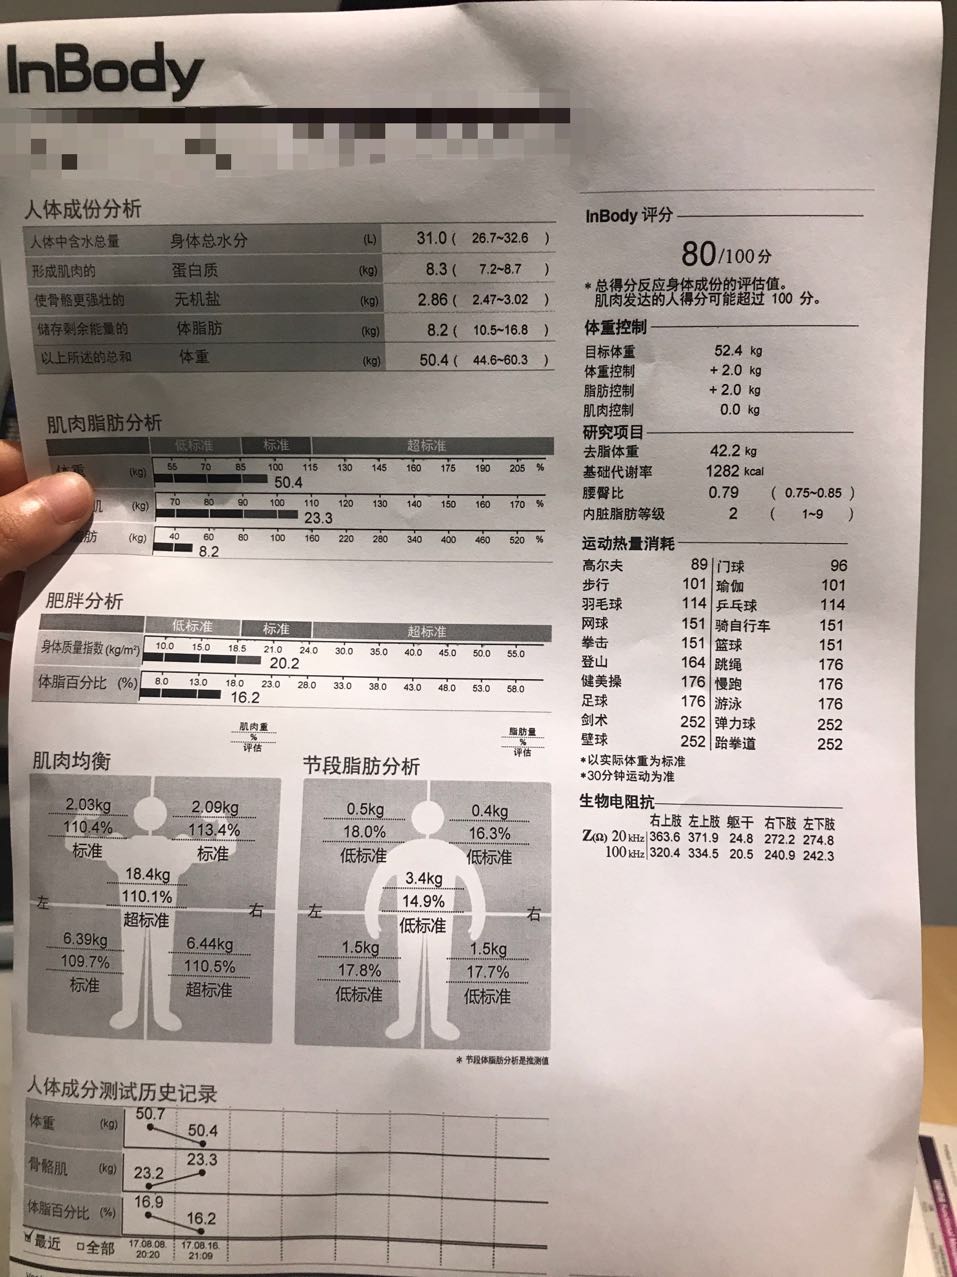 InBody
人体成份分析
人体中含水总量 身体总水分 (L) 31.0 ( 26.7~32.6 )
形成肌肉的 蛋白质 (kg) 8.3 ( 7.2~8.7 )
使骨骼更强壮的 无机盐 (kg) 2.86 ( 2.47~3.02 )
储存剩余能量的 体脂肪 (kg) 8.2 ( 10.5~16.8 )
以上所述的总和 体重 (kg) 50.4 ( 44.6~60.3 )
肌肉脂肪分析
低标准 标准 超标准
体重 (kg) 55 70 85 100 115 130 145 160 175 190 205 %
50.4
肌 (kg) 70 80 90 100 110 120 130 140 150 160 170 %
23.3
肪 (kg) 40 60 80 100 160 220 280 340 400 460 520 %
8.2
肥胖分析
低标准 标准 超标准
身体质量指数 (kg/m²) 10.0 15.0 18.5 21.0 24.0 30.0 35.0 40.0 45.0 50.0 55.0
20.2
体脂百分比 (%) 8.0 13.0 18.0 23.0 28.0 33.0 38.0 43.0 48.0 53.0 58.0
16.2
肌肉重
%
评估
肌肉均衡
2.03kg 2.09kg
110.4% 113.4%
标准 标准
18.4kg
110.1%
超标准
左 右
6.39kg 6.44kg
109.7% 110.5%
标准 超标准
脂肪量
%
评估
节段脂肪分析
0.5kg 0.4kg
18.0% 16.3%
低标准 低标准
3.4kg
14.9%
低标准
左 右
1.5kg 1.5kg
17.8% 17.7%
低标准 低标准
* 节段体脂肪分析是推测值
人体成分测试历史记录
体重 (kg) 50.7 50.4
骨骼肌 (kg) 23.2 23.3
体脂百分比 (%) 16.9 16.2
最近 全部 17.08.08. 17.08.16.
20:20 21:09
InBody 评分
80/100 分
* 总得分反应身体成份的评估值。
肌肉发达的人得分可能超过 100 分。
体重控制
目标体重 52.4 kg
体重控制 + 2.0 kg
脂肪控制 + 2.0 kg
肌肉控制 0.0 kg
研究项目
去脂体重 42.2 kg
基础代谢率 1282 kcal
腰臀比 0.79 ( 0.75~0.85 )
内脏脂肪等级 2 ( 1~9 )
运动热量消耗
高尔夫 89 门球 96
步行 101 瑜伽 101
羽毛球 114 乒乓球 114
网球 151 骑自行车 151
拳击 151 篮球 151
登山 164 跳绳 176
健美操 176 慢跑 176
足球 176 游泳 176
剑术 252 弹力球 252
壁球 252 跆拳道 252
*以实际体重为标准
*30分钟运动为准
生物电阻抗
右上肢 左上肢 躯干 右下肢 左下肢
Z(Ω) 20 kHz 363.6 371.9 24.8 272.2 274.8
100 kHz 320.4 334.5 20.5 240.9 242.3